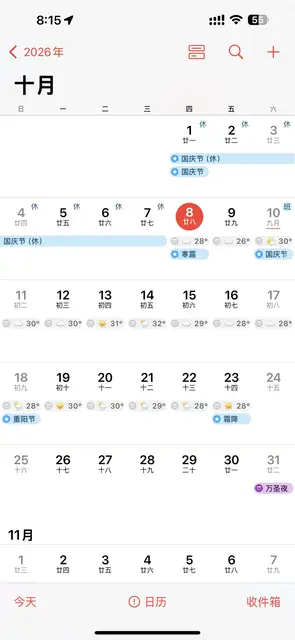 8:15
55
2026年
十月
日 一 二 三 四 五 六
休 休 休
1 2 3
廿一 廿二 廿三
国庆节 (休)
国庆节
休 休 休 休 班
4 5 6 7 8 9 10
廿四 廿五 廿六 廿七 廿八 廿九 九月
国庆节 (休) 28° 26° 30°
寒露 国庆节
11 12 13 14 15 16 17
初二 初三 初四 初五 初六 初七 初八
30° 30° 31° 32° 29° 28° 28°
18 19 20 21 22 23 24
初九 初十 十一 十二 十三 十四 十五
28° 30° 30° 29° 28° 28°
重阳节 霜降
25 26 27 28 29 30 31
十六 十七 十八 十九 二十 廿一 廿二
万圣夜
11月
1 2 3 4 5 6 7
廿三 廿四 廿五 廿六 廿七 廿八 廿九
今天 日历 收件箱